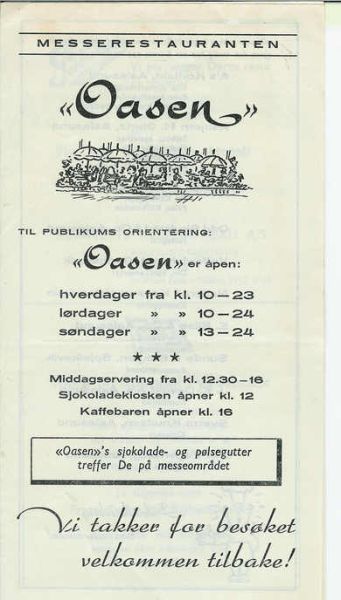 MESSERESTAURANTEN
«Oasen»
TIL PUBLIKUMS ORIENTERING:
«Oasen» er åpen:
hverdager fra kl. 10—23
lørdager » » 10—24
søndager » » 13—24
★ ★ ★
Middagservering fra kl. 12.30-16
Sjokoladekiosken åpner kl. 12
Kaffebaren åpner kl. 16
«Oasen»'s sjokolade- og pølsegutter
treffer De på messeområdet
Vi takker for besøket
velkommen tilbake!